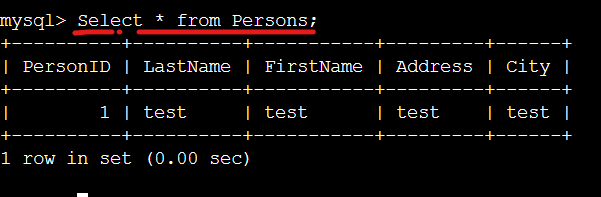 mysql> Select * from Persons;
+----------+----------+-----------+---------+------+
| PersonID | LastName | FirstName | Address | City |
+----------+----------+-----------+---------+------+
|        1 | test     | test      | test    | test |
+----------+----------+-----------+---------+------+
1 row in set (0.00 sec)